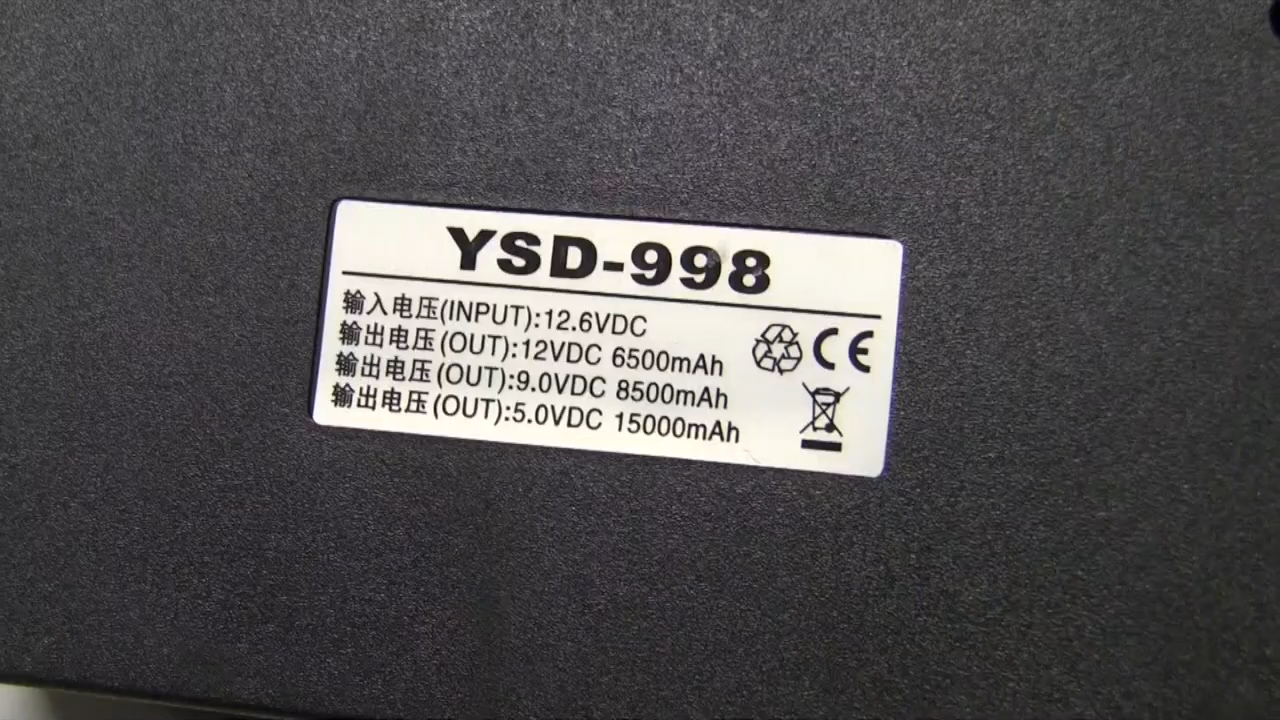 YSD-998
输入电压(INPUT):12.6VDC
输出电压(OUT):12VDC 6500mAh
输出电压(OUT):9.0VDC 8500mAh
输出电压(OUT):5.0VDC 15000mAh
CE